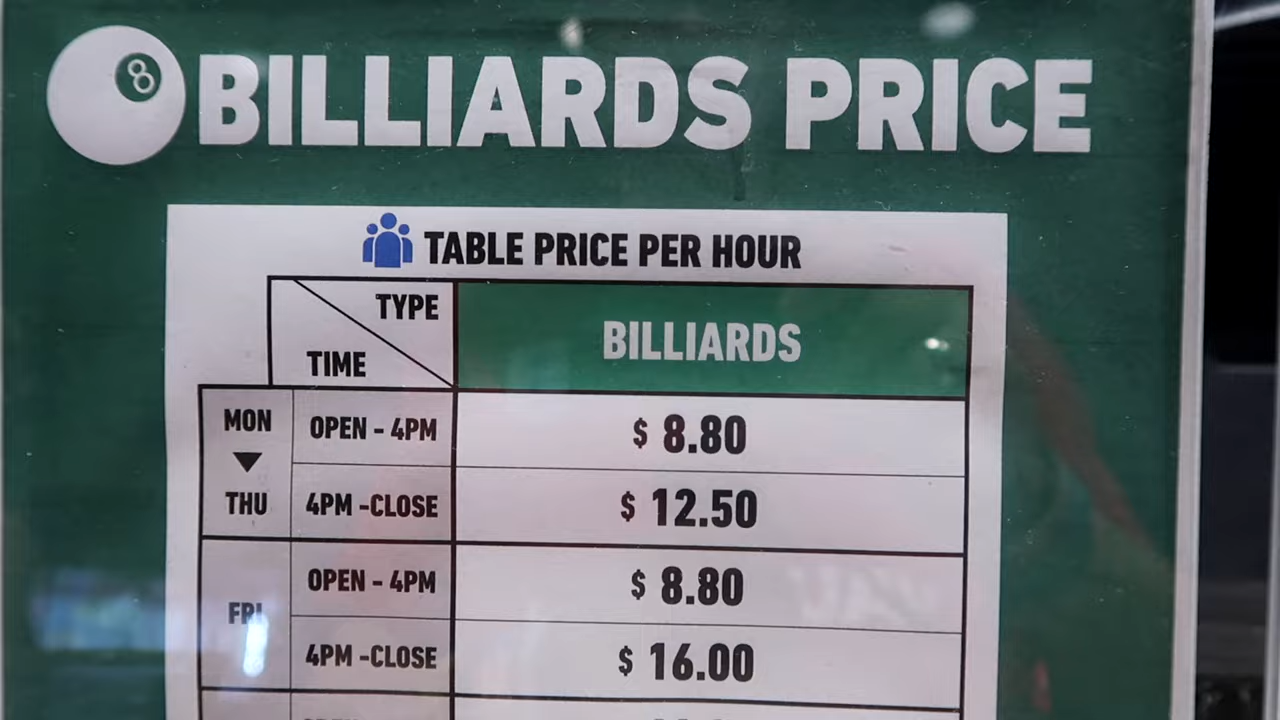 8 BILLIARDS PRICE
TABLE PRICE PER HOUR
TYPE
TIME
BILLIARDS
MON
THU
OPEN - 4PM
$ 8.80
4PM -CLOSE
$ 12.50
FRI
OPEN - 4PM
$ 8.80
4PM -CLOSE
$ 16.00